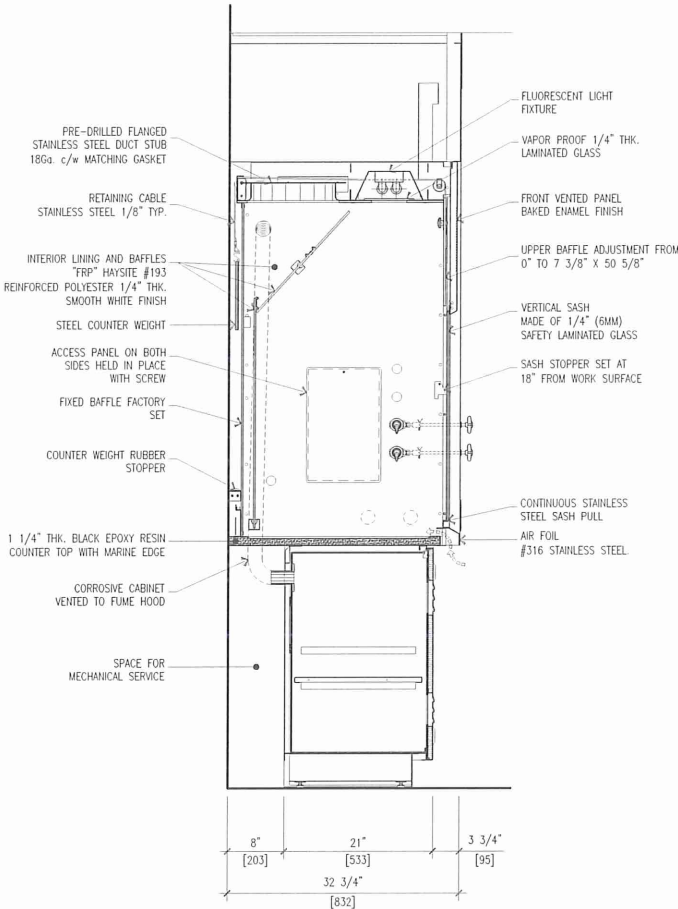 PRE-DRILLED FLANGED
STAINLESS STEEL DUCT STUB
18Ga. c/w MATCHING GASKET
RETAINING CABLE
STAINLESS STEEL 1/8" TYP.
INTERIOR LINING AND BAFFLES
"FRP" HAYSITE #193
REINFORCED POLYESTER 1/4" THK.
SMOOTH WHITE FINISH
STEEL COUNTER WEIGHT
ACCESS PANEL ON BOTH
SIDES HELD IN PLACE
WITH SCREW
FIXED BAFFLE FACTORY
SET
COUNTER WEIGHT RUBBER
STOPPER
1 1/4" THK. BLACK EPOXY RESIN
COUNTER TOP WITH MARINE EDGE
CORROSIVE CABINET
VENTED TO FUME HOOD
SPACE FOR
MECHANICAL SERVICE
FLUORESCENT LIGHT
FIXTURE
VAPOR PROOF 1/4" THK.
LAMINATED GLASS
FRONT VENTED PANEL
BAKED ENAMEL FINISH
UPPER BAFFLE ADJUSTMENT FROM
0" TO 7 3/8" X 50 5/8"
VERTICAL SASH
MADE OF 1/4" (6MM)
SAFETY LAMINATED GLASS
SASH STOPPER SET AT
18" FROM WORK SURFACE
CONTINUOUS STAINLESS
STEEL SASH PULL
AIR FOIL
#316 STAINLESS STEEL.
8" 21" 3 3/4"
[203] [533] [95]
32 3/4"
[832]